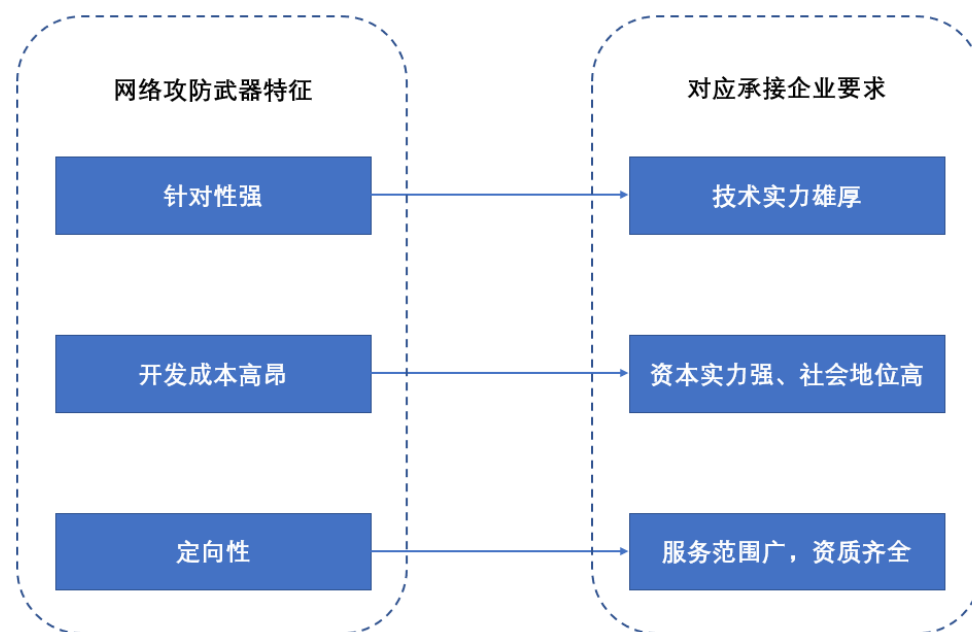 网络攻防武器特征
对应承接企业要求
针对性强
技术实力雄厚
开发成本高昂
资本实力强、社会地位高
定向性
服务范围广，资质齐全